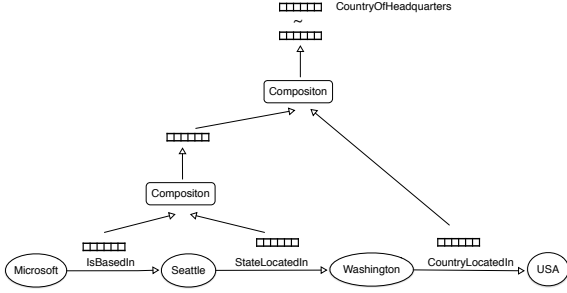 CountryOfHeadquarters
~
Compositon
Compositon
IsBasedIn
StateLocatedIn
CountryLocatedIn
Microsoft
Seattle
Washington
USA